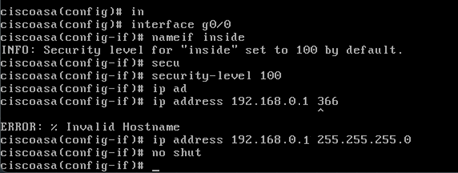 ciscoasa(config)# in
ciscoasa(config)# interface g0/0
ciscoasa(config-if)# nameif inside
INFO: Security level for "inside" set to 100 by default.
ciscoasa(config-if)# secu
ciscoasa(config-if)# security-level 100
ciscoasa(config-if)# ip ad
ciscoasa(config-if)# ip address 192.168.0.1 366
^
ERROR: % Invalid Hostname
ciscoasa(config-if)# ip address 192.168.0.1 255.255.255.0
ciscoasa(config-if)# no shut
ciscoasa(config-if)# _